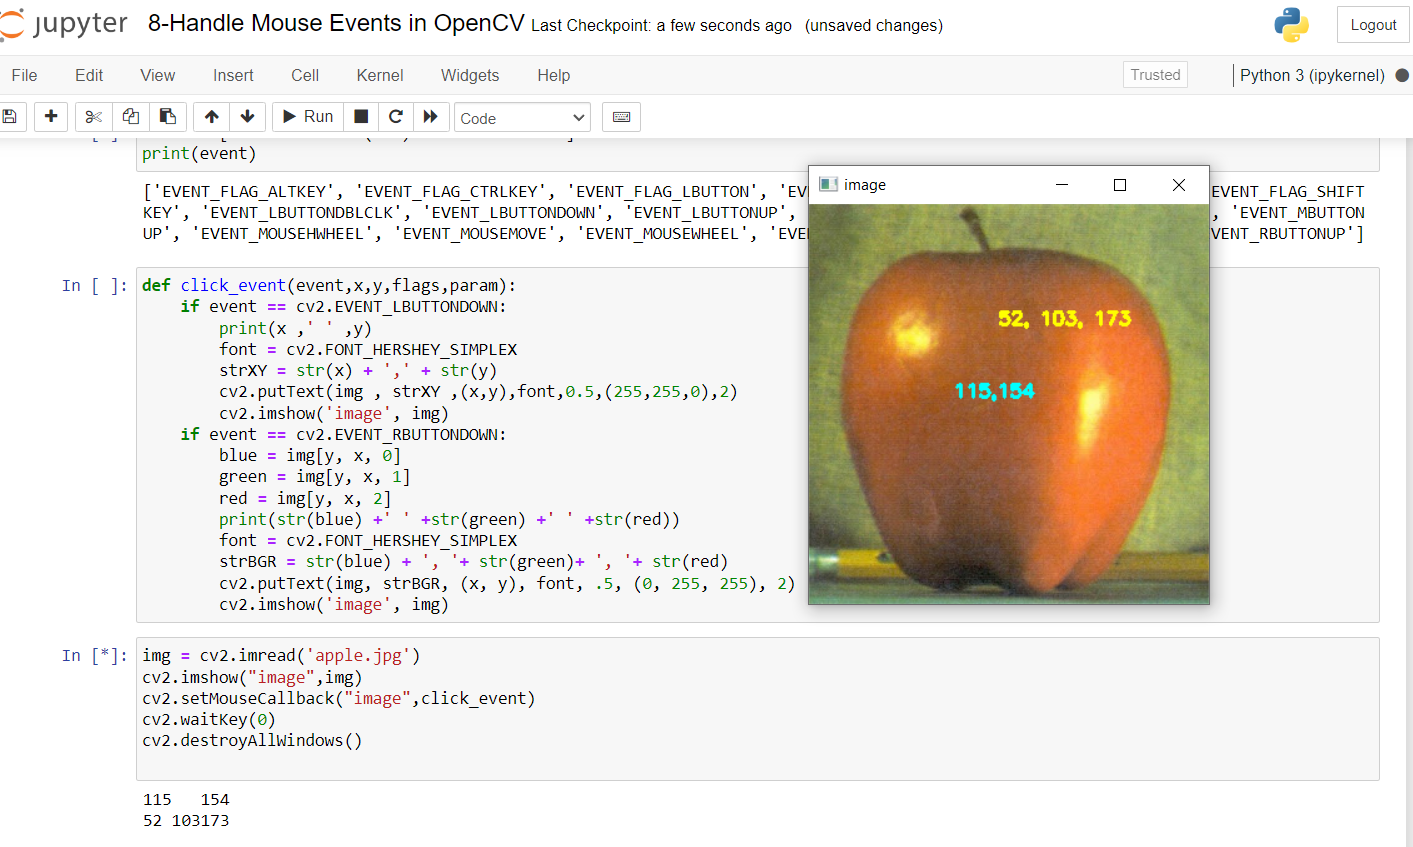 jupyter 8-Handle Mouse Events in OpenCV Last Checkpoint: a few seconds ago (unsaved changes) Logout
File Edit View Insert Cell Kernel Widgets Help Trusted Python 3 (ipykernel)
Run Code
print(event)
['EVENT_FLAG_ALTKEY', 'EVENT_FLAG_CTRLKEY', 'EVENT_FLAG_LBUTTON', 'EV EVENT_FLAG_SHIFT
KEY', 'EVENT_LBUTTONDBLCLK', 'EVENT_LBUTTONDOWN', 'EVENT_LBUTTONUP', , 'EVENT_MBUTTON
UP', 'EVENT_MOUSEHWHEEL', 'EVENT_MOUSEMOVE', 'EVENT_MOUSEWHEEL', 'EVE VENT_RBUTTONUP']
image
52, 103, 173
115,154
In [ ]: def click_event(event,x,y,flags,param):
if event == cv2.EVENT_LBUTTONDOWN:
print(x ,' ' ,y)
font = cv2.FONT_HERSHEY_SIMPLEX
strXY = str(x) + ',' + str(y)
cv2.putText(img , strXY ,(x,y),font,0.5,(255,255,0),2)
cv2.imshow('image', img)
if event == cv2.EVENT_RBUTTONDOWN:
blue = img[y, x, 0]
green = img[y, x, 1]
red = img[y, x, 2]
print(str(blue) +' ' +str(green) +' ' +str(red))
font = cv2.FONT_HERSHEY_SIMPLEX
strBGR = str(blue) + ', '+ str(green)+ ', '+ str(red)
cv2.putText(img, strBGR, (x, y), font, .5, (0, 255, 255), 2)
cv2.imshow('image', img)
In [*]: img = cv2.imread('apple.jpg')
cv2.imshow("image",img)
cv2.setMouseCallback("image",click_event)
cv2.waitKey(0)
cv2.destroyAllWindows()
115 154
52 103173